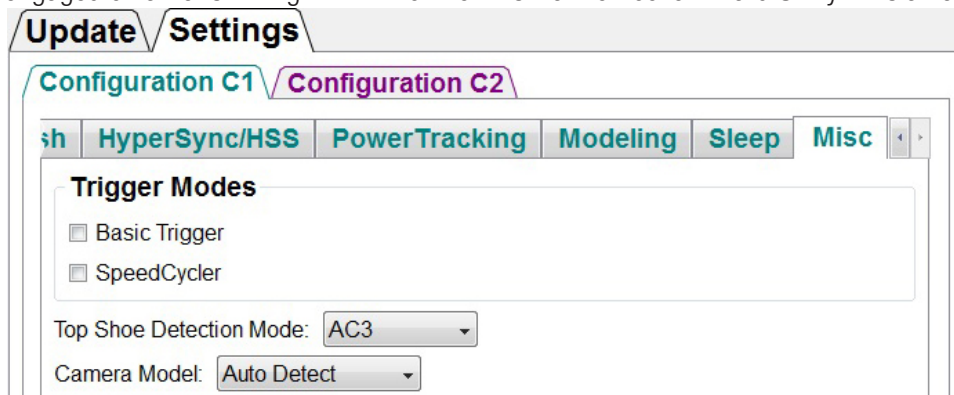 Update Settings
Configuration C1 Configuration C2
sh HyperSync/HSS PowerTracking Modeling Sleep Misc
Trigger Modes
Basic Trigger
SpeedCycler
Top Shoe Detection Mode: AC3
Camera Model: Auto Detect